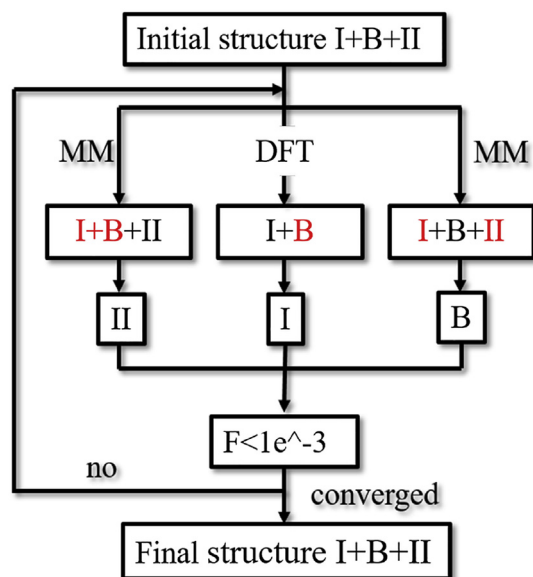 Initial structure I+B+II
MM
DFT
MM
I+B+II
I+B
I+B+II
II
I
B
F<1e^-3
no
converged
Final structure I+B+II